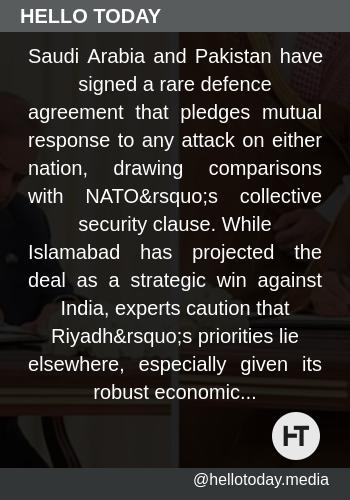 HELLO TODAY
Saudi Arabia and Pakistan have
signed a rare defence
agreement that pledges mutual
response to any attack on either
nation, drawing comparisons
with NATO&rsquo;s collective
security clause. While
Islamabad has projected the
deal as a strategic win against
India, experts caution that
Riyadh&rsquo;s priorities lie
elsewhere, especially given its
robust economic...
HT
@hellotoday.media